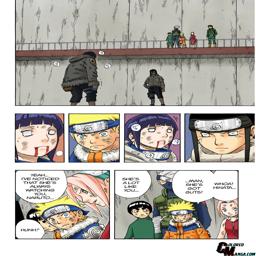 YEAH...
I'VE
NOTICED
THAT SHE'S
ALWAYS
WATCHING
YOU,
NARUTO...
HUNH?
SHE'S
A LOT
LIKE
YOU...
...MAN,
SHE'S
GOT
GUTS!
WHOA!
HINATA...
COLORED
MANGA.COM